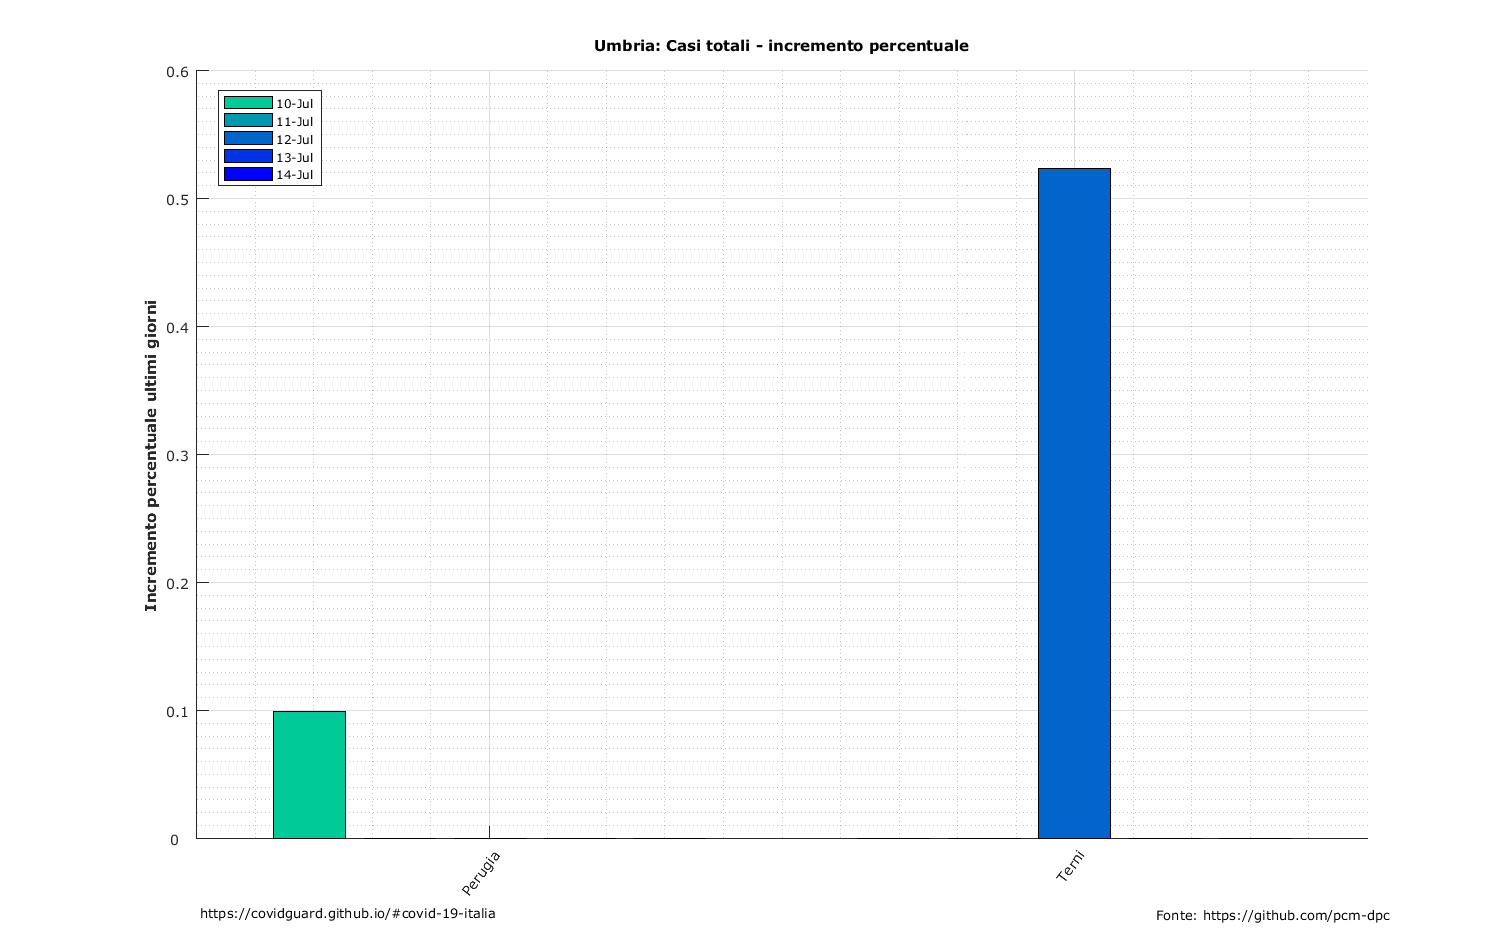 Umbria: Casi totali - incremento percentuale
0.6
0.5
0.4
0.3
0.2
0.1
0
10-Jul
11-Jul
12-Jul
13-Jul
14-Jul
Incremento percentuale ultimi giorni
Perugia
Terni
https://covidguard.github.io/#covid-19-italia
Fonte: https://github.com/pcm-dpc